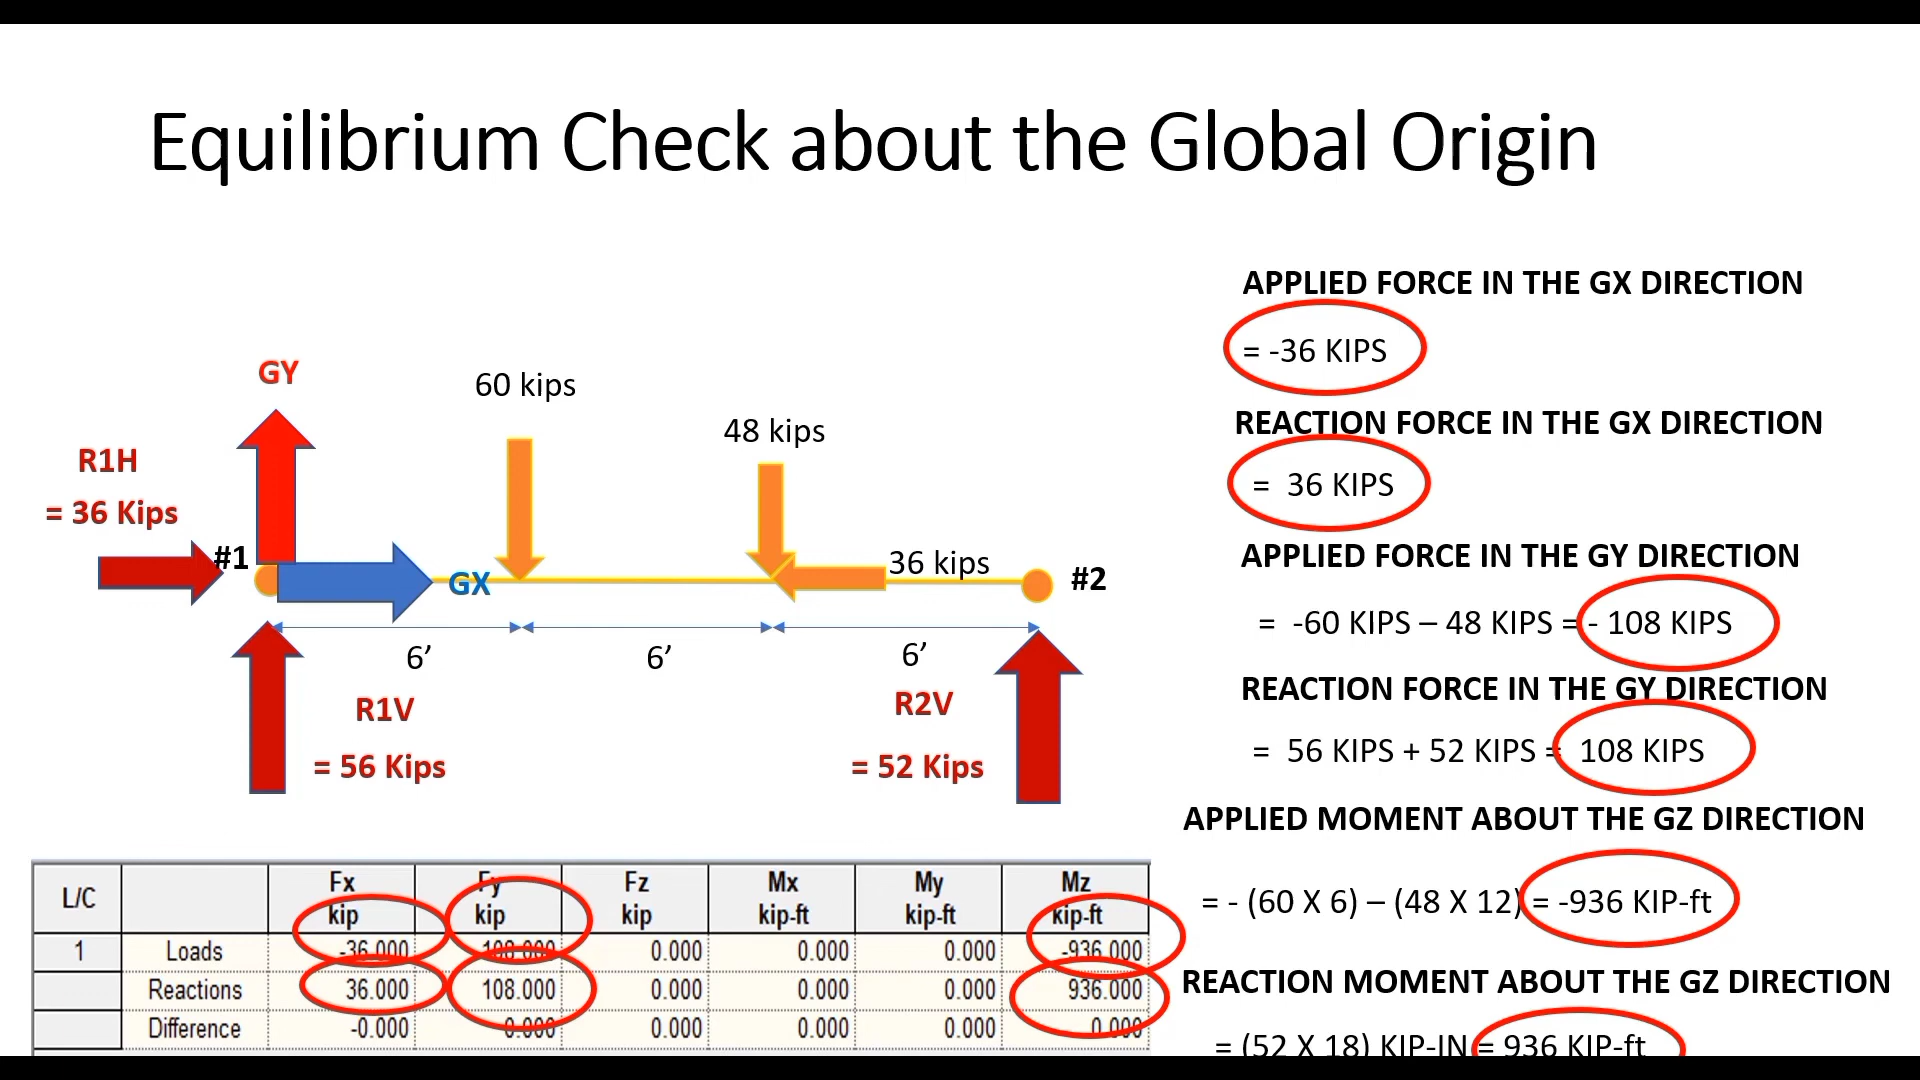 Equilibrium Check about the Global Origin
APPLIED FORCE IN THE GX DIRECTION
= -36 KIPS
REACTION FORCE IN THE GX DIRECTION
= 36 KIPS
APPLIED FORCE IN THE GY DIRECTION
= -60 KIPS – 48 KIPS = - 108 KIPS
REACTION FORCE IN THE GY DIRECTION
= 56 KIPS + 52 KIPS = 108 KIPS
APPLIED MOMENT ABOUT THE GZ DIRECTION
= - (60 X 6) – (48 X 12) = -936 KIP-ft
REACTION MOMENT ABOUT THE GZ DIRECTION
= (52 X 18) KIP-IN = 936 KIP-ft
GY
60 kips
48 kips
R1H
= 36 Kips
#1
GX
36 kips
#2
6’ 6’ 6’
R1V
= 56 Kips
R2V
= 52 Kips
L/C Fx kip Fy kip Fz kip Mx kip-ft My kip-ft Mz kip-ft
1 Loads -36.000 108.000 0.000 0.000 0.000 -936.000
Reactions 36.000 108.000 0.000 0.000 0.000 936.000
Difference -0.000 0.000 0.000 0.000 0.000 0.000